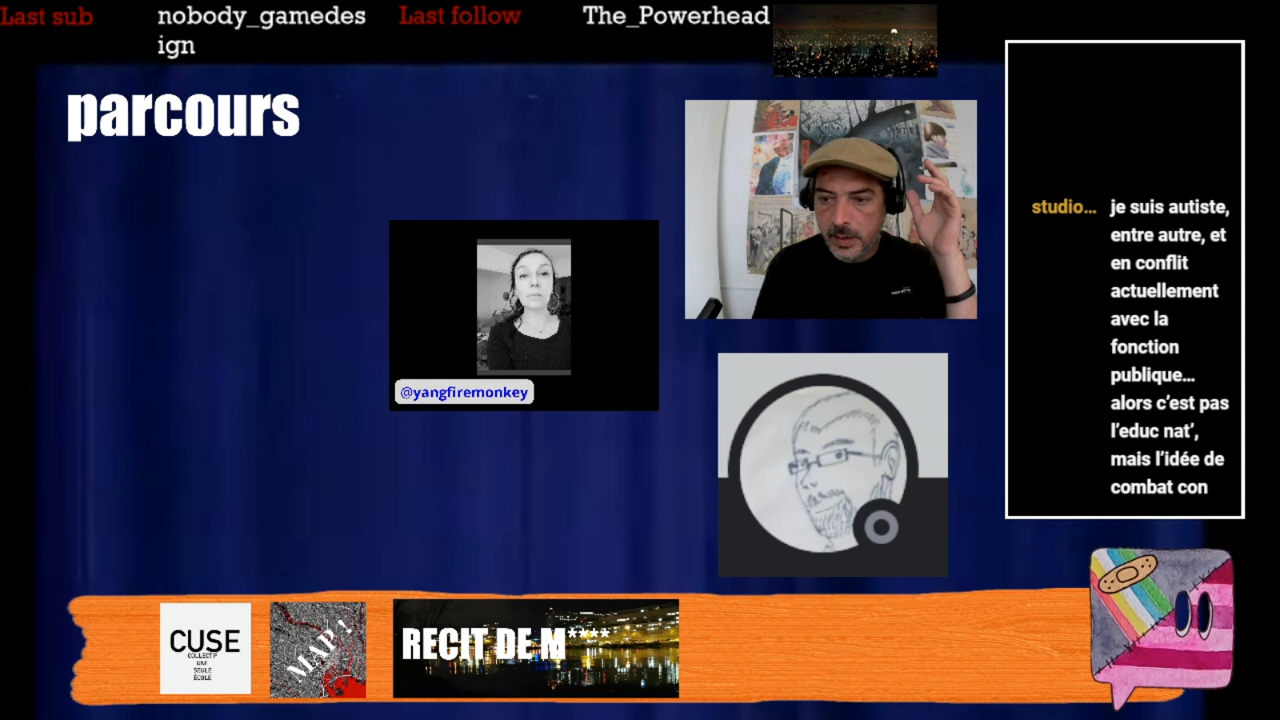 Last sub
nobody_gamedes
ign
Last follow
The_Powerhead
parcours
@yangfiremonkey
studio…
je suis autiste,
entre autre, et
en conflit
actuellement
avec la
fonction
publique…
alors c’est pas
l’educ nat’,
mais l’idée de
combat con
CUSE
COLLECTIF
UNE
SEULE
ÉCOLE
MAP !
RECIT DE M****